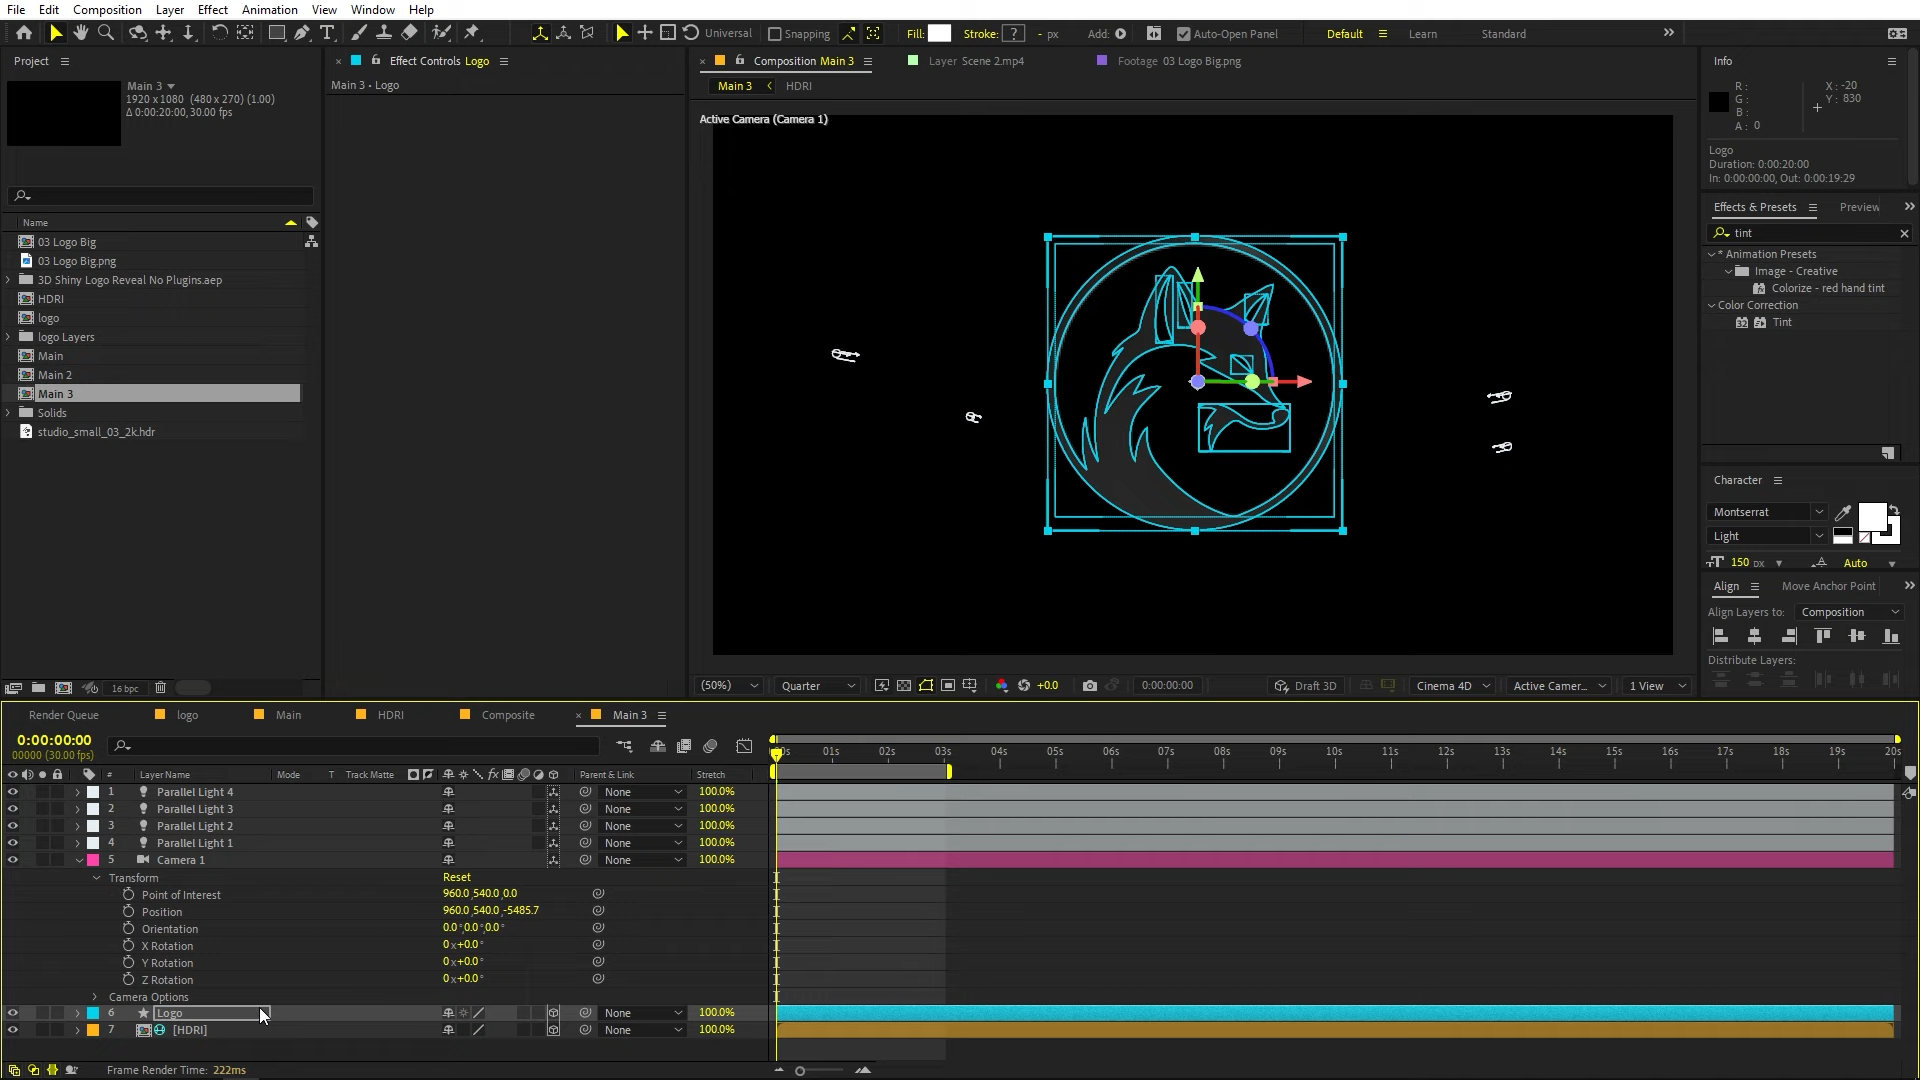 File Edit Composition Layer Effect Animation View Window Help
Universal Snapping Fill: Stroke: ? - px Add: Auto-Open Panel Default Learn Standard
Project
Main 3
1920 x 1080 (480 x 270) (1.00)
Δ 0:00:20:00, 30.00 fps
Name
03 Logo Big
03 Logo Big.png
3D Shiny Logo Reveal No Plugins.aep
HDRI
logo
logo Layers
Main
Main 2
Main 3
Solids
studio_small_03_2k.hdr
16 bpc
Effect Controls Logo
Main 3 • Logo
Composition Main 3 Layer Scene 2.mp4 Footage 03 Logo Big.png
Main 3 HDRI
Active Camera (Camera 1)
(50%) Quarter +0.0 0:00:00:00 Draft 3D Cinema 4D Active Camer... 1 View
Info
R :
G :
B :
A : 0
X : -20
Y : 830
Logo
Duration: 0:00:20:00
In: 0:00:00:00, Out: 0:00:19:29
Effects & Presets Preview
tint
* Animation Presets
Image - Creative
Colorize - red hand tint
Color Correction
32 Tint
Character
Montserrat
Light
150 px Auto
Align Move Anchor Point
Align Layers to: Composition
Distribute Layers:
Render Queue logo Main HDRI Composite Main 3
0:00:00:00
00000 (30.00 fps)
00s 01s 02s 03s 04s 05s 06s 07s 08s 09s 10s 11s 12s 13s 14s 15s 16s 17s 18s 19s 20s
# Layer Name Mode T Track Matte fx Parent & Link Stretch
1 Parallel Light 4 None 100.0%
2 Parallel Light 3 None 100.0%
3 Parallel Light 2 None 100.0%
4 Parallel Light 1 None 100.0%
5 Camera 1 None 100.0%
Transform Reset
Point of Interest 960.0,540.0,0.0
Position 960.0,540.0,-5485.7
Orientation 0.0°,0.0°,0.0°
X Rotation 0x+0.0°
Y Rotation 0x+0.0°
Z Rotation 0x+0.0°
Camera Options
6 Logo None 100.0%
7 [HDRI] None 100.0%
Frame Render Time: 222ms